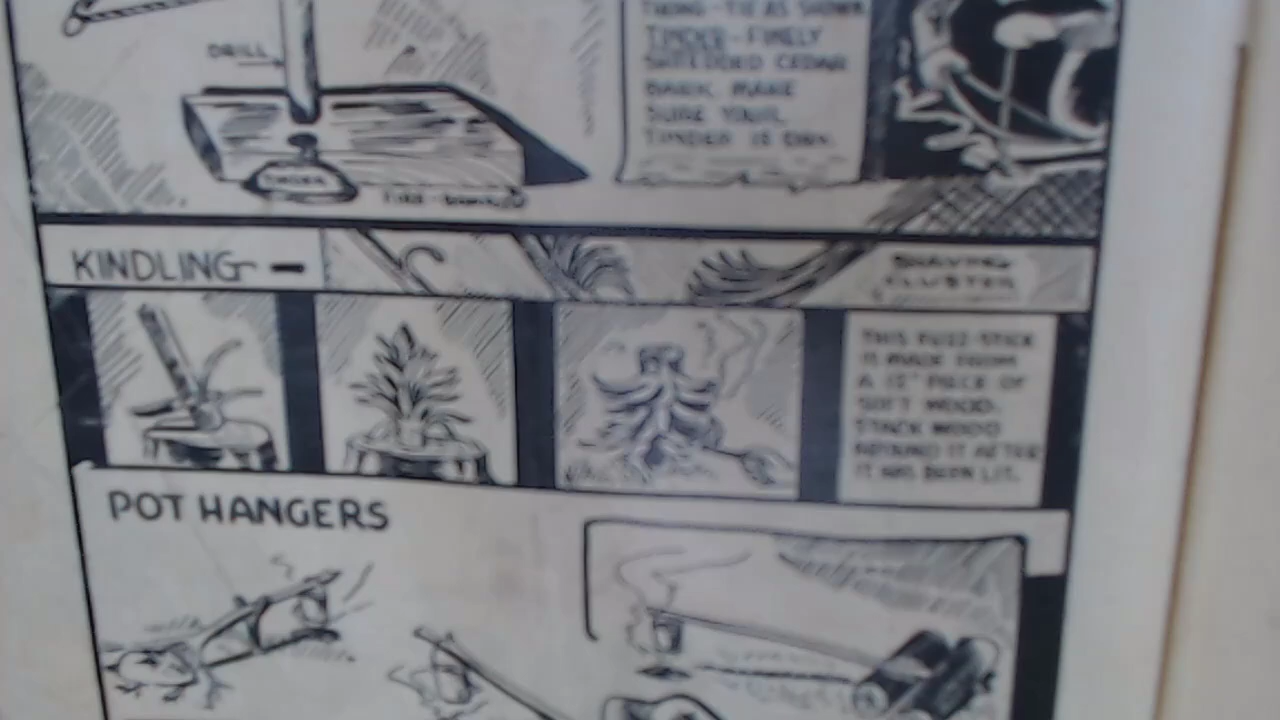 DRILL
THONG-TIE AS SHOWN
TINDER-FINELY
SHREDDED CEDAR
BARK. MAKE
SURE YOUR
TINDER IS DRY.
TINDER
FIRE-BOARD
KINDLING -
SHAVING
CLUSTER
THIS FUZZ-STICK
IS MADE FROM
A 15" PIECE OF
SOFT WOOD.
STACK WOOD
AROUND IT AFTER
IT HAS BEEN LIT.
POT HANGERS